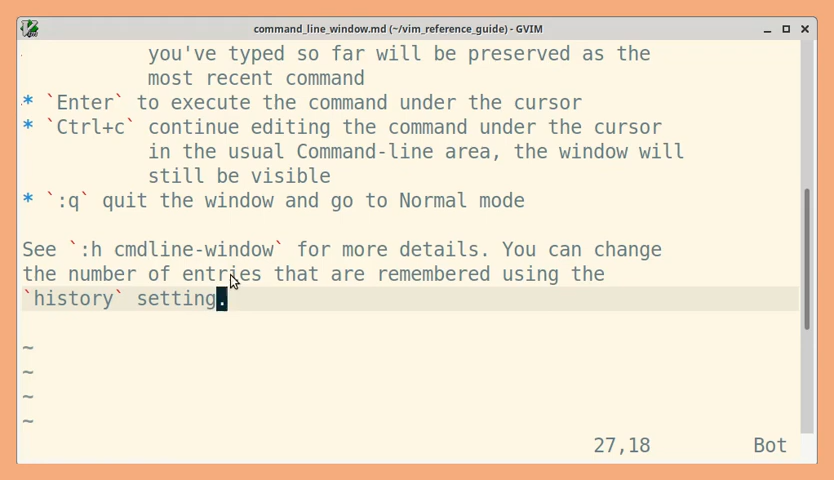 command_line_window.md (~/vim_reference_guide) - GVIM
you've typed so far will be preserved as the
most recent command
* `Enter` to execute the command under the cursor
* `Ctrl+c` continue editing the command under the cursor
in the usual Command-line area, the window will
still be visible
* `:q` quit the window and go to Normal mode
See `:h cmdline-window` for more details. You can change
the number of entries that are remembered using the
`history` setting.
~
~
~
~
27,18 Bot